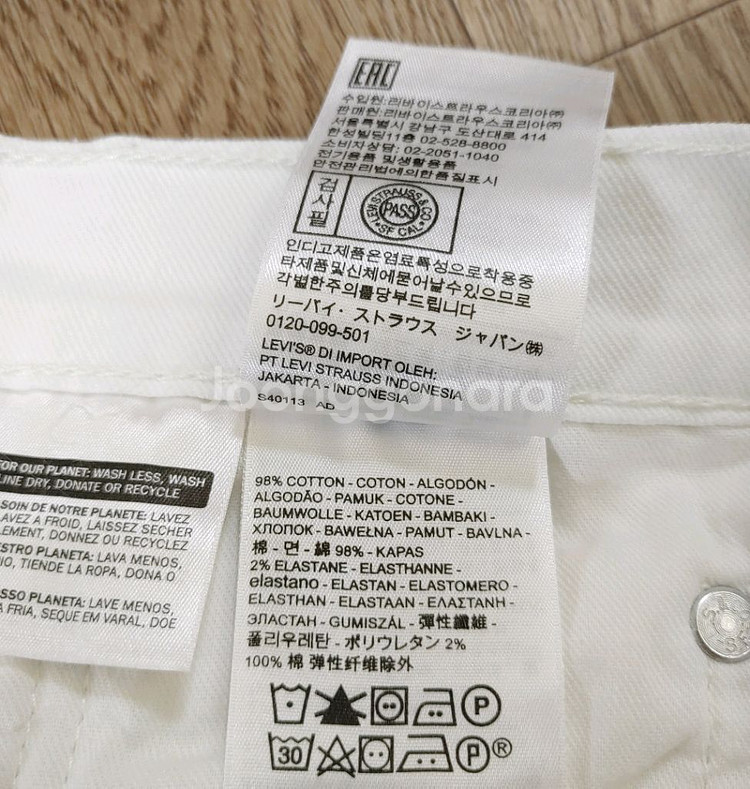 EAC
수입원:리바이스트라우스코리아㈜
판매원:리바이스트라우스코리아㈜
서울특별시 강남구 도산대로 414
한성빌딩11층 02-528-8800
소비자상담: 02-2051-1040
전기용품 및생활용품
안전관리법에의한품질표시
검사필
LEVI STRAUSS & CO
PASS
SF CAL
인디고제품은염료특성으로착용중
타제품및신체에묻어날수있으므로
각별한주의를당부드립니다
リーバイ・ストラウス ジャパン㈱
0120-099-501
LEVI'S® DI IMPORT OLEH:
PT LEVI STRAUSS INDONESIA
JAKARTA - INDONESIA
S40113 AD
Joonggonara
FOR OUR PLANET: WASH LESS, WASH
LINE DRY, DONATE OR RECYCLE
SOIN DE NOTRE PLANETE: LAVEZ
LAVEZ A FROID, LAISSEZ SECHER
DONNEZ OU RECYCLEZ
PLANETA: LAVA MENOS,
TIENDE LA ROPA, DONA O
PLANETA: LAVE MENOS,
A FRIA, SEQUE EM VARAL, DOE
98% COTTON - COTON - ALGODÓN -
ALGODÃO - PAMUK - COTONE -
BAUMWOLLE - KATOEN - BAMBAKI -
ХЛОПОК - BAWEŁNA - PAMUT - BAVLNA -
棉 - 면 - 綿 98% - KAPAS
2% ELASTANE - ELASTHANNE -
elastano - ELASTAN - ELASTOMERO -
ELASTHAN - ELASTAAN - ΕΛΑΣΤΑΝΗ -
ЭЛАСТАН - GUMISZÁL - 弾性纖維 -
폴리우레탄 - ポリウレタン 2%
100% 棉 弹性纤维除外
P
30 P®